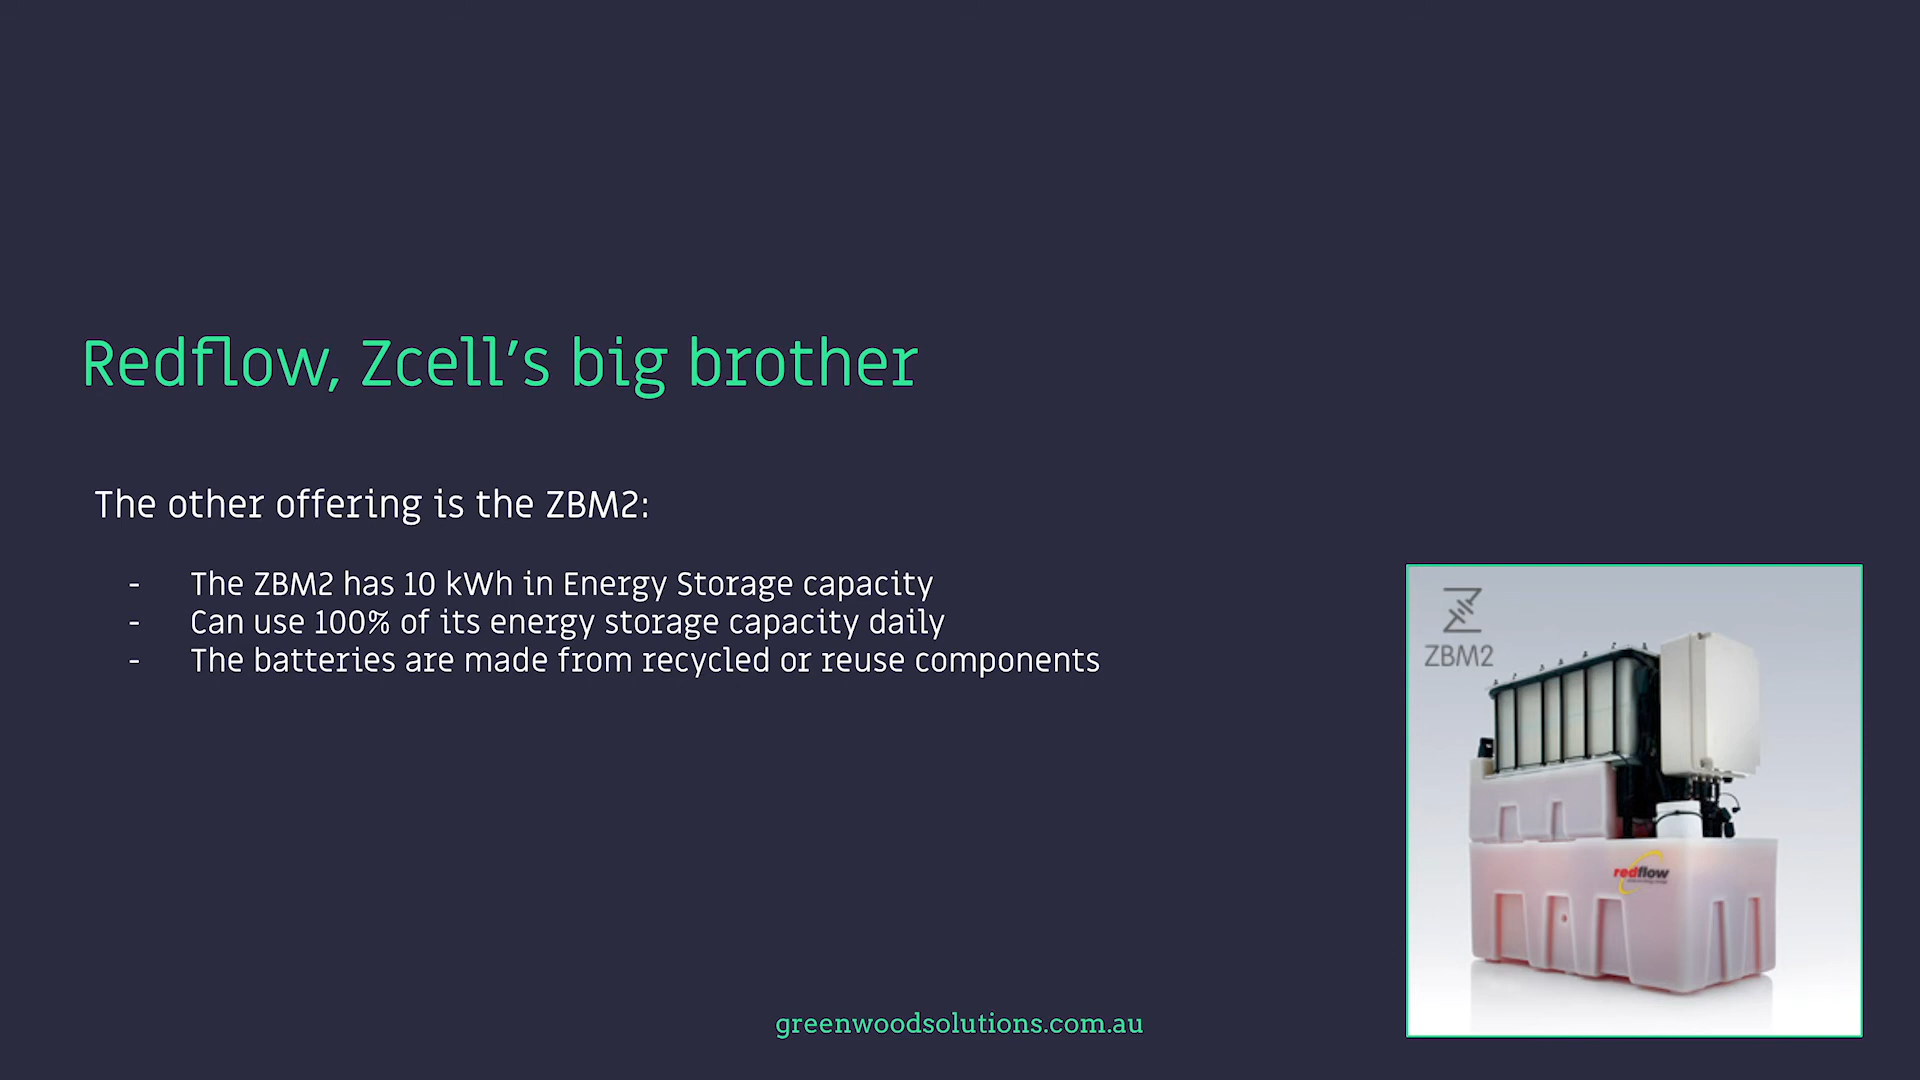 Redflow, Zcell's big brother
The other offering is the ZBM2:
- The ZBM2 has 10 kWh in Energy Storage capacity
- Can use 100% of its energy storage capacity daily
- The batteries are made from recycled or reuse components
ZBM2
redflow
greenwoodsolutions.com.au